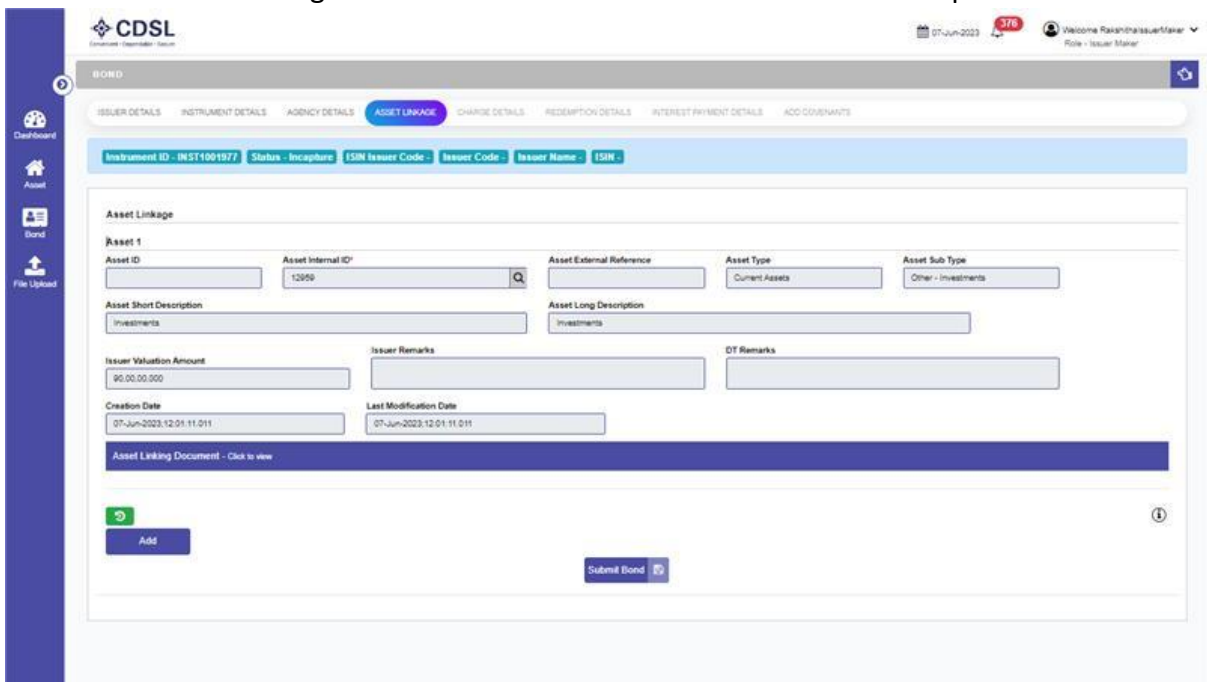 CDSL
07-Jun-2023 376 Welcome RakshithaIssuerMaker
Role - Issuer Maker
BOND
ISSUER DETAILS INSTRUMENT DETAILS AGENCY DETAILS ASSET LINKAGE CHARGE DETAILS REDEMPTION DETAILS INTEREST PAYMENT DETAILS ADD COVENANTS
Dashboard
Asset
Bond
File Upload
Instrument ID - INST1001977 Status - Incapture ISIN Issuer Code - Issuer Code - Issuer Name - ISIN -
Asset Linkage
Asset 1
Asset ID Asset Internal ID* Asset External Reference Asset Type Asset Sub Type
12959 Current Assets Other - Investments
Asset Short Description Asset Long Description
Investments Investments
Issuer Valuation Amount Issuer Remarks DT Remarks
90,00,00,000
Creation Date Last Modification Date
07-Jun-2023;12:01:11.011 07-Jun-2023;12:01:11.011
Asset Linking Document - Click to view
Add
Submit Bond